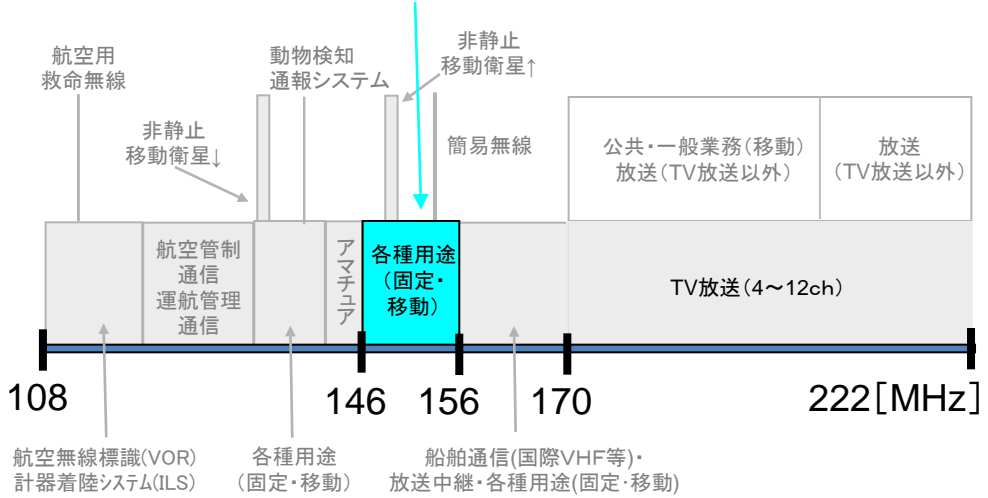 航空用
救命無線
非静止
移動衛星↓
動物検知
通報システム
非静止
移動衛星↑
簡易無線
公共・一般業務(移動)
放送(TV放送以外)
放送
(TV放送以外)
航空管制
通信
運航管理
通信
アマチュア
各種用途
(固定・
移動)
TV放送(4～12ch)
108
146
156
170
222[MHz]
航空無線標識(VOR)
計器着陸システム(ILS)
各種用途
(固定・移動)
船舶通信(国際VHF等)・
放送中継・各種用途(固定·移動)